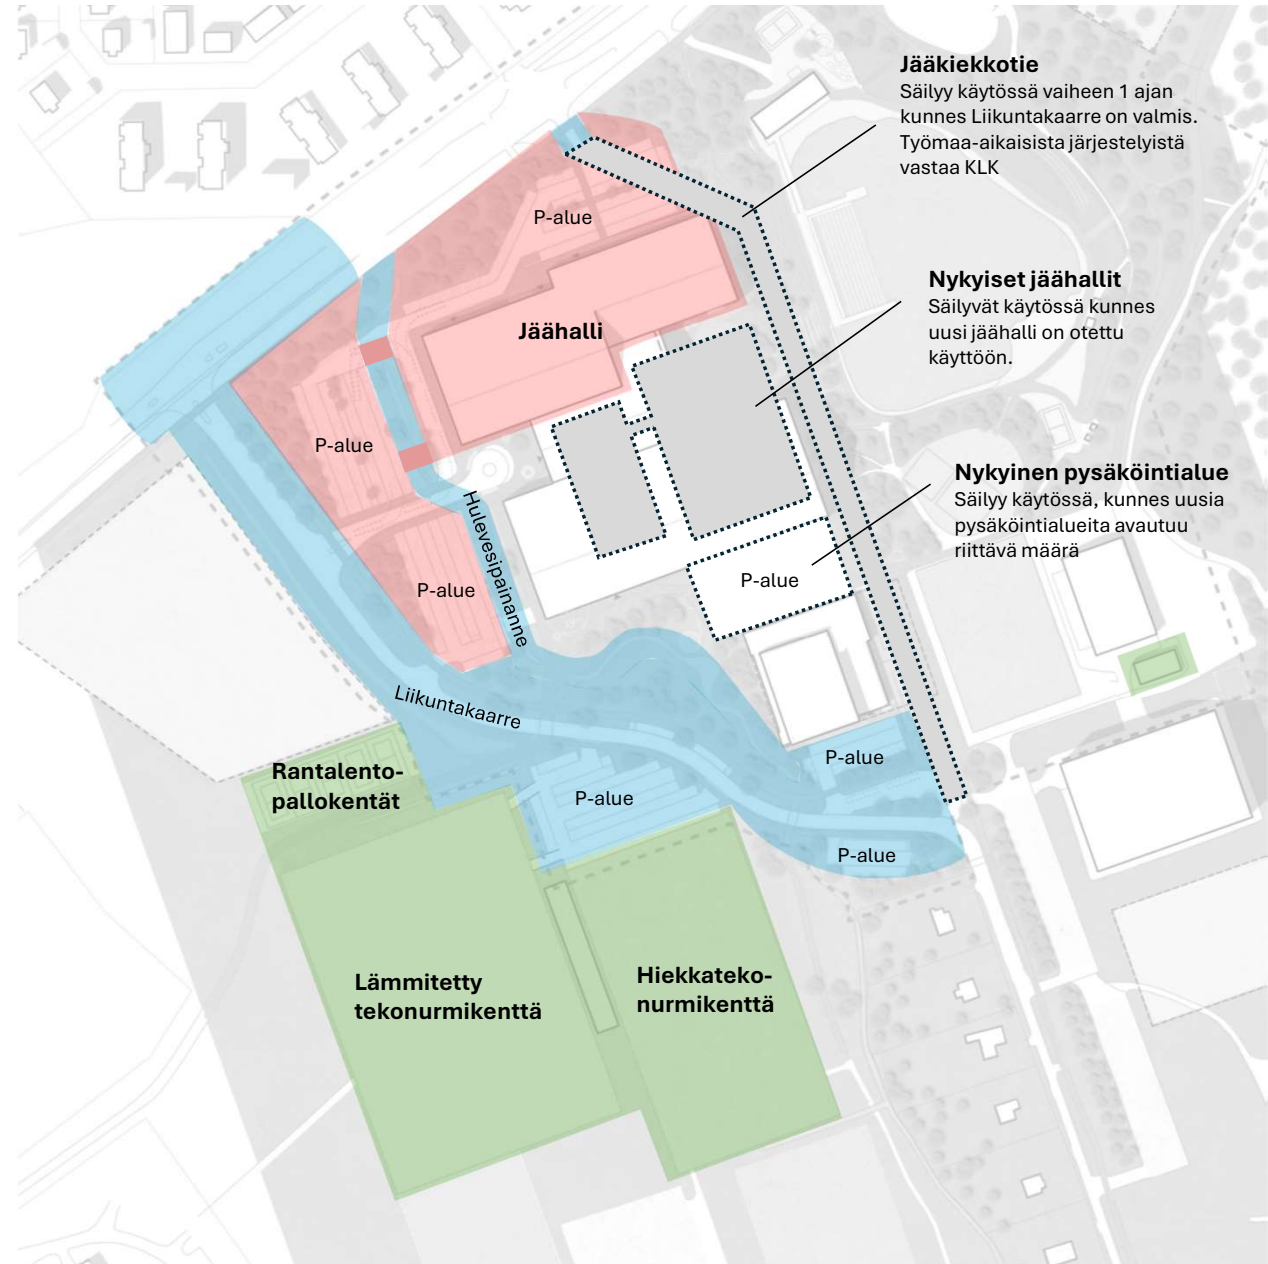 Jääkiekkotie
Säilyy käytössä vaiheen 1 ajan
kunnes Liikuntakaarre on valmis.
Työmaa-aikaisista järjestelyistä
vastaa KLK
P-alue
Nykyiset jäähallit
Säilyvät käytössä kunnes
uusi jäähalli on otettu
käyttöön.
Jäähalli
P-alue
Nykyinen pysäköintialue
Säilyy käytössä, kunnes uusia
pysäköintialueita avautuu
riittävä määrä
Hulevesipainanne
P-alue
P-alue
Liikuntakaarre
P-alue
Rantalento-
pallokentät
P-alue
P-alue
Lämmitetty
tekonurmikenttä
Hiekkateko-
nurmikenttä